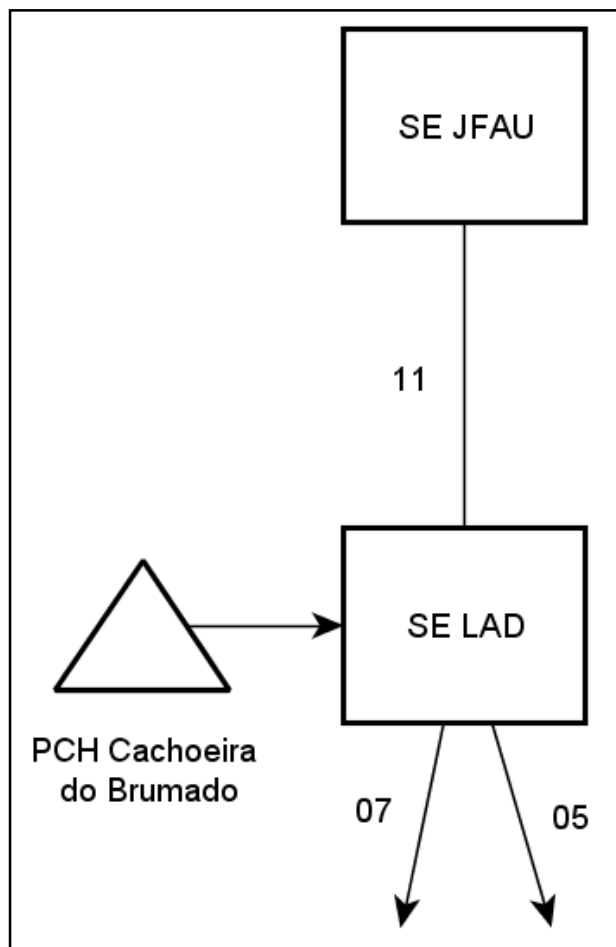 SE JFAU
11
SE LAD
PCH Cachoeira
do Brumado
07
05